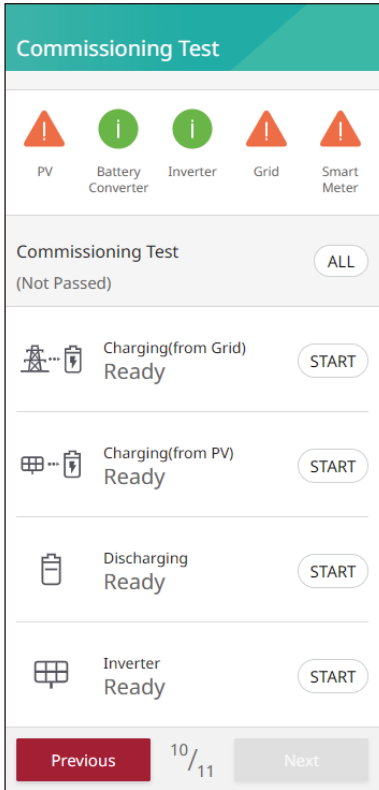 Commissioning Test
PV
Battery
Converter
Inverter
Grid
Smart
Meter
Commissioning Test
(Not Passed)
ALL
Charging(from Grid)
Ready
START
Charging(from PV)
Ready
START
Discharging
Ready
START
Inverter
Ready
START
Previous
10/11
Next